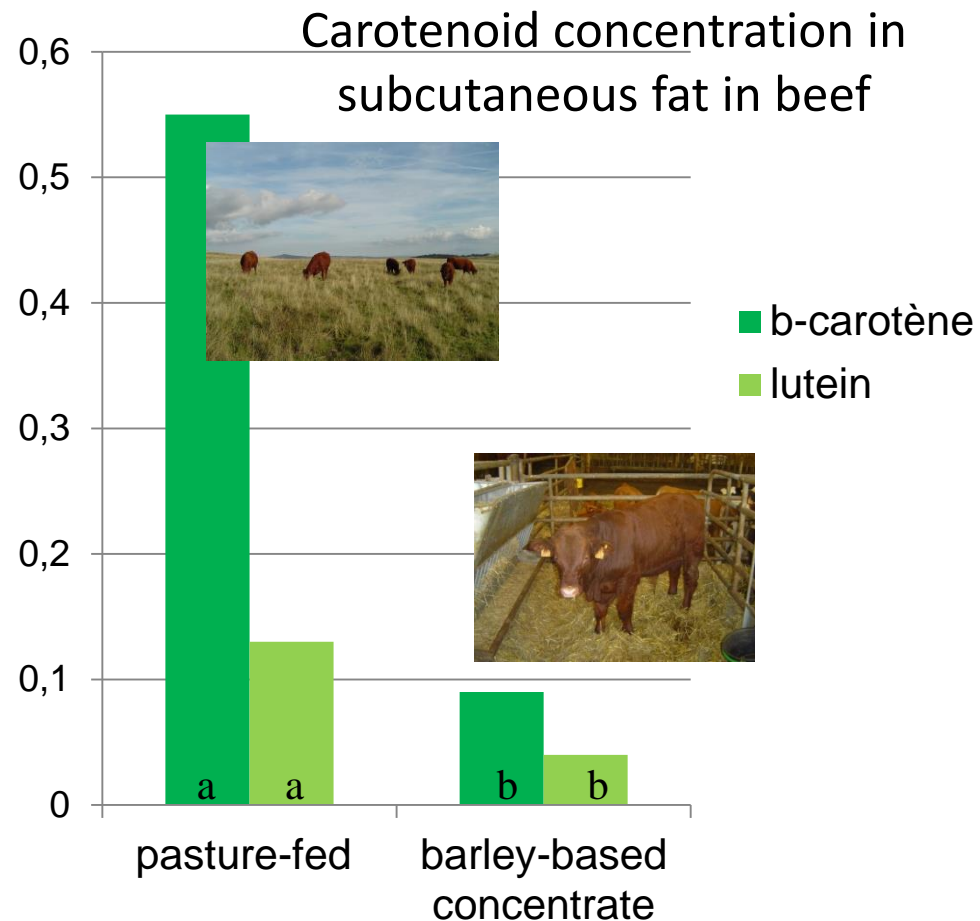 Carotenoid concentration in
subcutaneous fat in beef
0,6
0,5
0,4
0,3
0,2
0,1
0
b-carotène
lutein
a a b b
pasture-fed
barley-based
concentrate